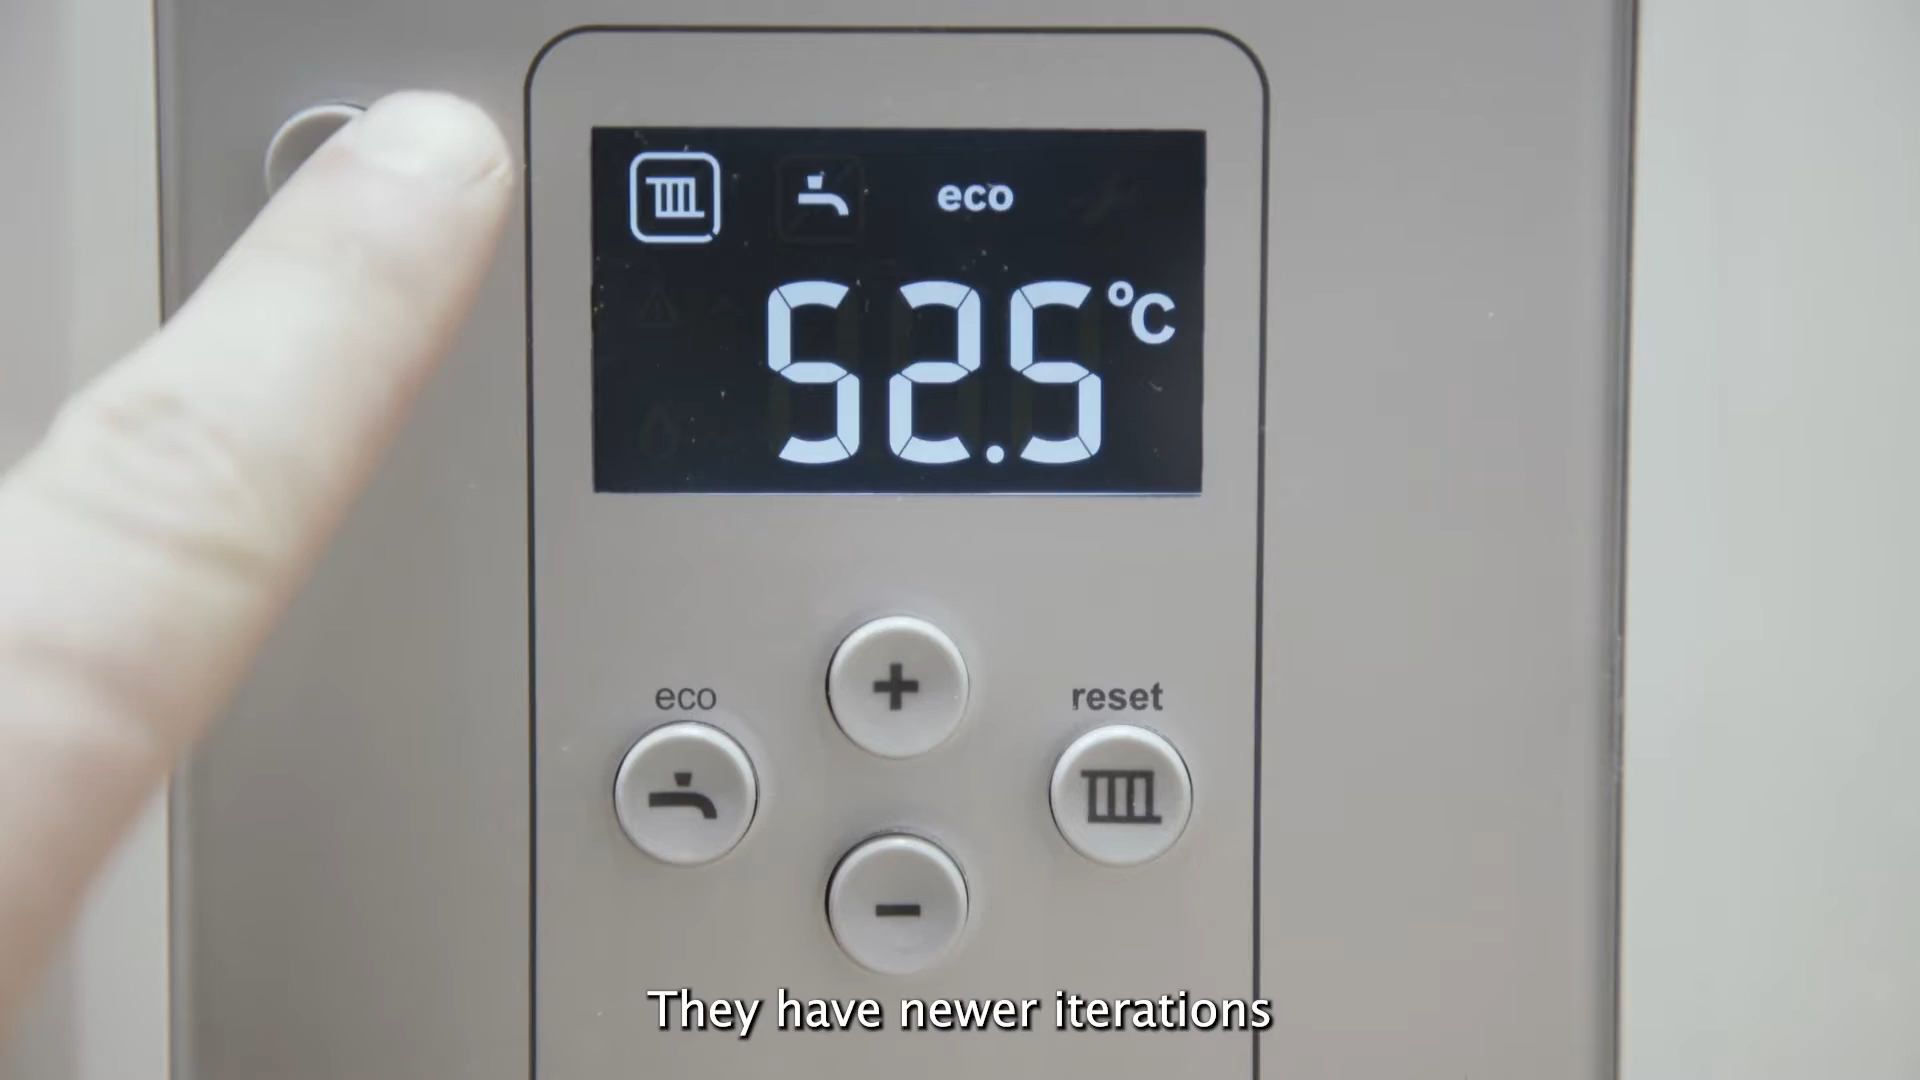 eco
52.5 °C
eco
reset
+
-
They have newer iterations